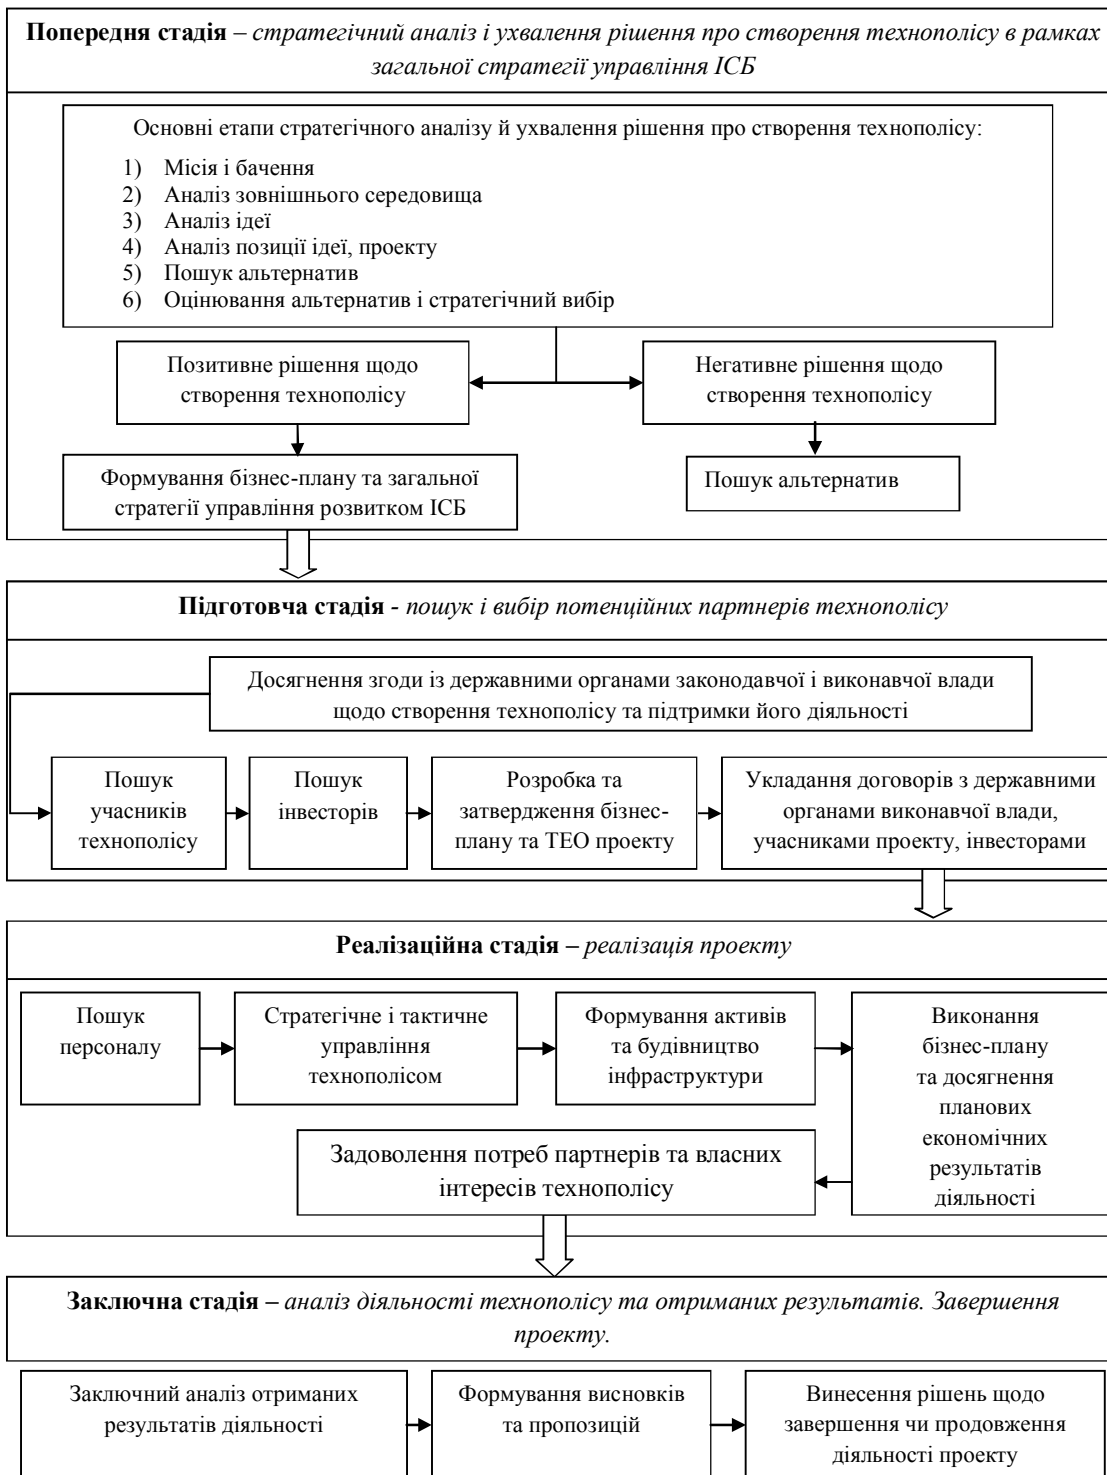 Попередня стадія – стратегічний аналіз і ухвалення рішення про створення технополісу в рамках
загальної стратегії управління ІСБ
Основні етапи стратегічного аналізу й ухвалення рішення про створення технополісу:
1) Місія і бачення
2) Аналіз зовнішнього середовища
3) Аналіз ідеї
4) Аналіз позиції ідеї, проекту
5) Пошук альтернатив
6) Оцінювання альтернатив і стратегічний вибір
Позитивне рішення щодо
створення технополісу
Негативне рішення щодо
створення технополісу
Формування бізнес-плану та загальної
стратегії управління розвитком ІСБ
Пошук альтернатив
Підготовча стадія - пошук і вибір потенційних партнерів технополісу
Досягнення згоди із державними органами законодавчої і виконавчої влади
щодо створення технополісу та підтримки його діяльності
Пошук
учасників
технополісу
Пошук
інвесторів
Розробка та
затвердження бізнес-
плану та ТЕО проекту
Укладання договорів з державними
органами виконавчої влади,
учасниками проекту, інвесторами
Реалізаційна стадія – реалізація проекту
Пошук
персоналу
Стратегічне і тактичне
управління
технополісом
Формування активів
та будівництво
інфраструктури
Виконання
бізнес-плану
та досягнення
планових
економічних
результатів
діяльності
Задоволення потреб партнерів та власних
інтересів технополісу
Заключна стадія – аналіз діяльності технополісу та отриманих результатів. Завершення
проекту.
Заключний аналіз отриманих
результатів діяльності
Формування висновків
та пропозицій
Винесення рішень щодо
завершення чи продовження
діяльності проекту